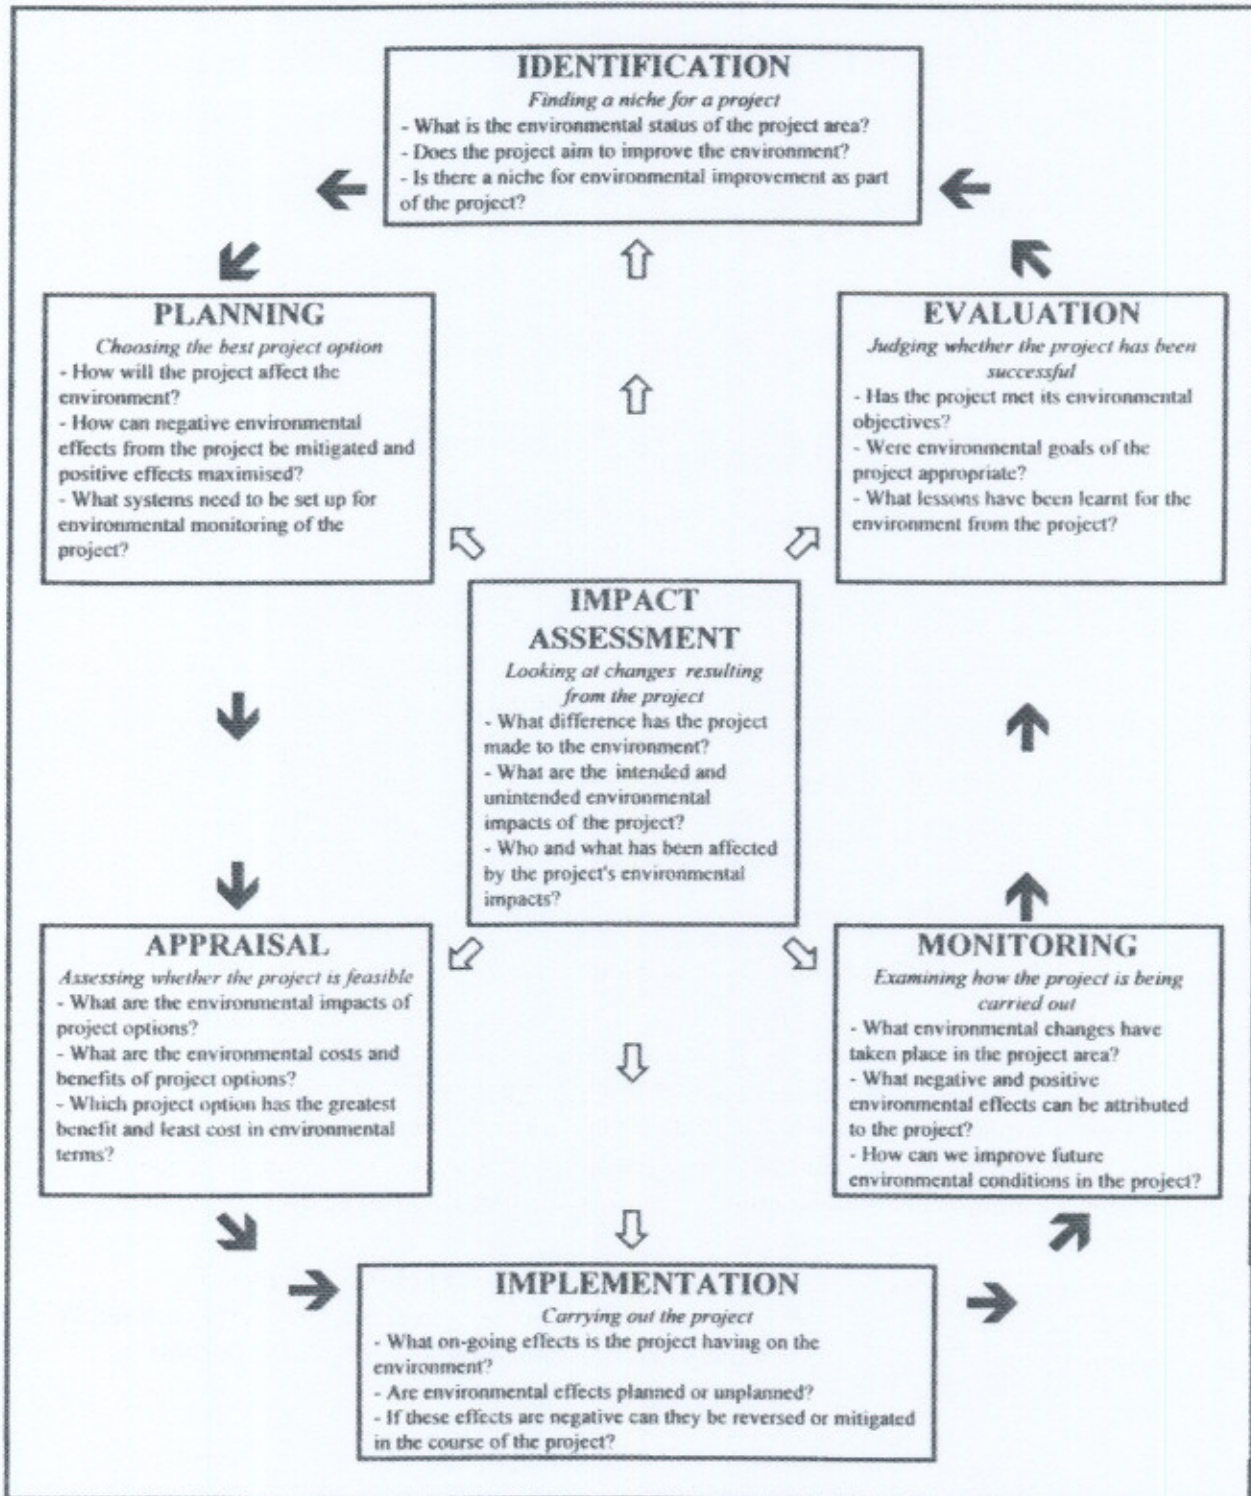 IDENTIFICATION
Finding a niche for a project
- What is the environmental status of the project area?
- Does the project aim to improve the environment?
- Is there a niche for environmental improvement as part
of the project?
PLANNING
Choosing the best project option
- How will the project affect the
environment?
- How can negative environmental
effects from the project be mitigated and
positive effects maximised?
- What systems need to be set up for
environmental monitoring of the
project?
EVALUATION
Judging whether the project has been
successful
- Has the project met its environmental
objectives?
- Were environmental goals of the
project appropriate?
- What lessons have been learnt for the
environment from the project?
IMPACT
ASSESSMENT
Looking at changes resulting
from the project
- What difference has the project
made to the environment?
- What are the intended and
unintended environmental
impacts of the project?
- Who and what has been affected
by the project's environmental
impacts?
APPRAISAL
Assessing whether the project is feasible
- What are the environmental impacts of
project options?
- What are the environmental costs and
benefits of project options?
- Which project option has the greatest
benefit and least cost in environmental
terms?
MONITORING
Examining how the project is being
carried out
- What environmental changes have
taken place in the project area?
- What negative and positive
environmental effects can be attributed
to the project?
- How can we improve future
environmental conditions in the project?
IMPLEMENTATION
Carrying out the project
- What on-going effects is the project having on the
environment?
- Are environmental effects planned or unplanned?
- If these effects are negative can they be reversed or mitigated
in the course of the project?